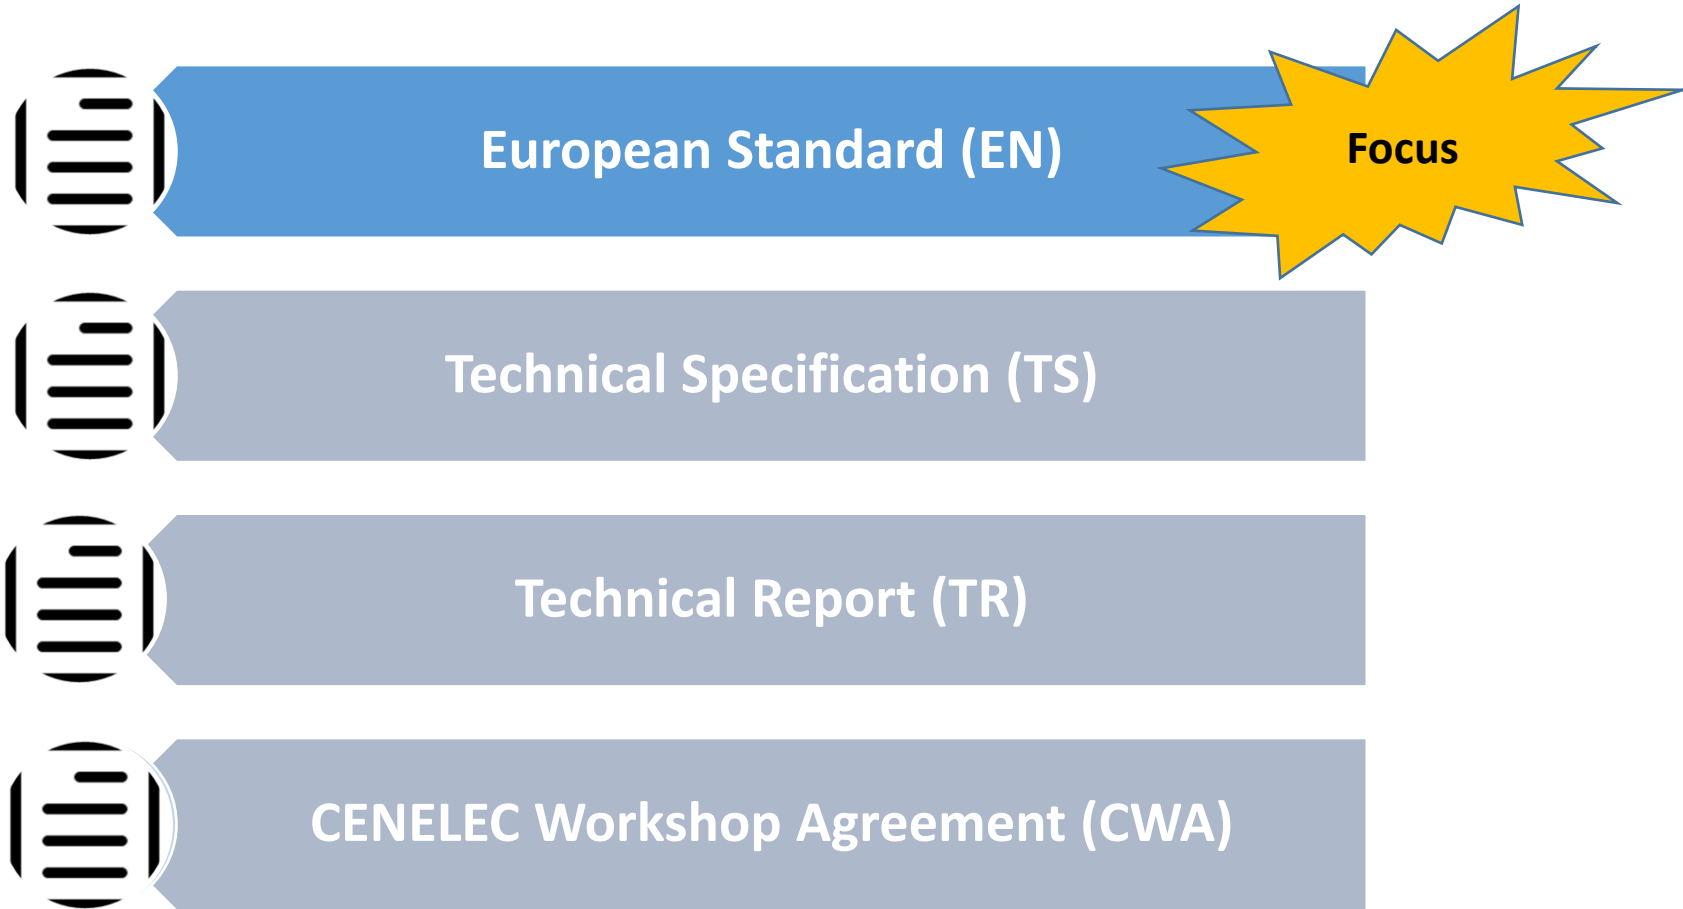 European Standard (EN)
Focus
Technical Specification (TS)
Technical Report (TR)
CENELEC Workshop Agreement (CWA)